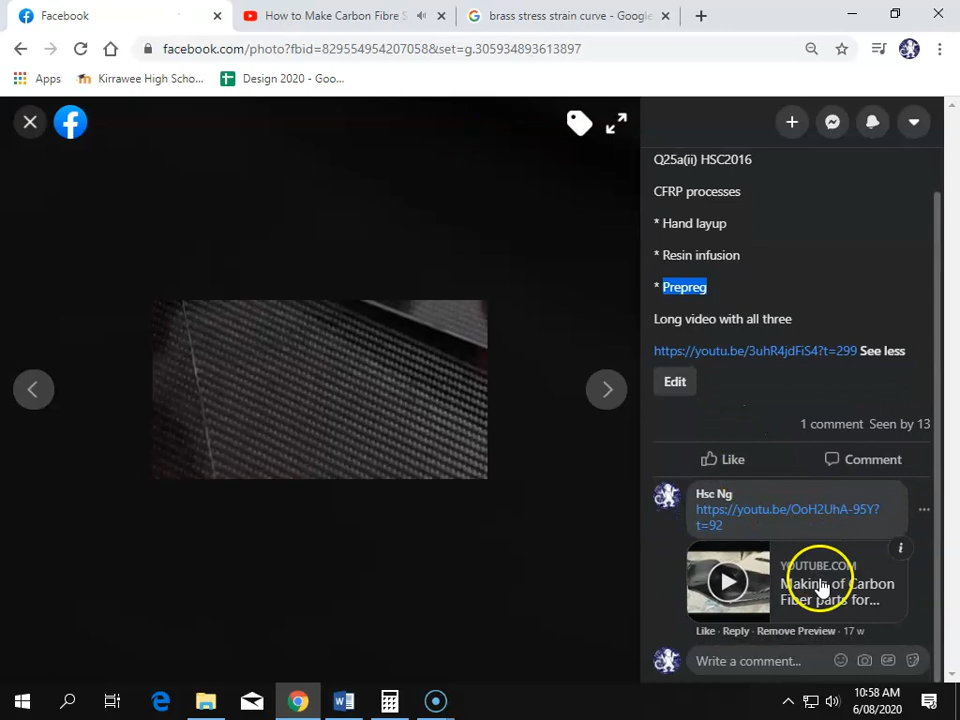 Facebook
How to Make Carbon Fibre S
brass stress strain curve - Google
facebook.com/photo?fbid=829554954207058&set=g.305934893613897
Apps
Kirrawee High Scho...
Design 2020 - Goo...
Q25a(ii) HSC2016
CFRP processes
* Hand layup
* Resin infusion
* Prepreg
Long video with all three
https://youtu.be/3uhR4jdFiS4?t=299 See less
Edit
1 comment Seen by 13
Like
Comment
Hsc Ng
https://youtu.be/OoH2UhA-95Y?
t=92
YOUTUBE.COM
Making of Carbon
Fiber parts for...
Like · Reply · Remove Preview · 17 w
Write a comment...
GIF
10:58 AM
6/08/2020